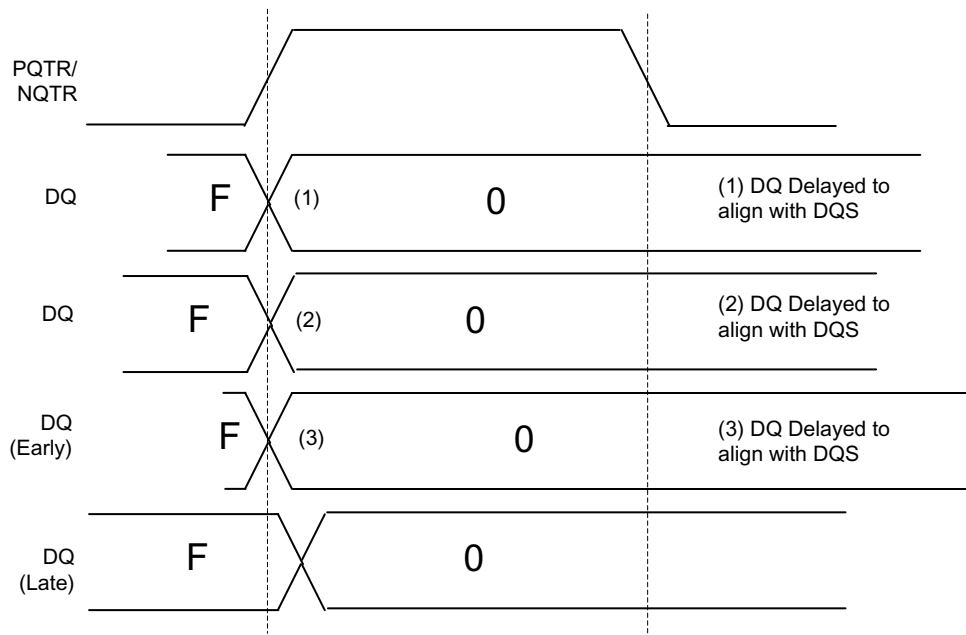 PQTR/
NQTR
DQ
F
(1)
0
(1) DQ Delayed to
align with DQS
DQ
F
(2)
0
(2) DQ Delayed to
align with DQS
DQ
(Early)
F
(3)
0
(3) DQ Delayed to
align with DQS
DQ
(Late)
F
0